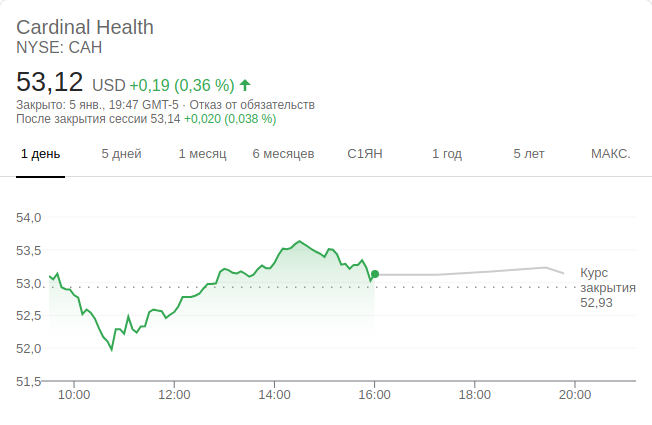 Cardinal Health
NYSE: CAH
53,12 USD +0,19 (0,36 %)
Закрыто: 5 янв., 19:47 GMT-5 · Отказ от обязательств
После закрытия сессии 53,14 +0,020 (0,038 %)
1 день 5 дней 1 месяц 6 месяцев С1ЯН 1 год 5 лет МАКС.
54,0
53,5
53,0
52,5
52,0
51,5
Курс
закрытия
52,93
10:00 12:00 14:00 16:00 18:00 20:00